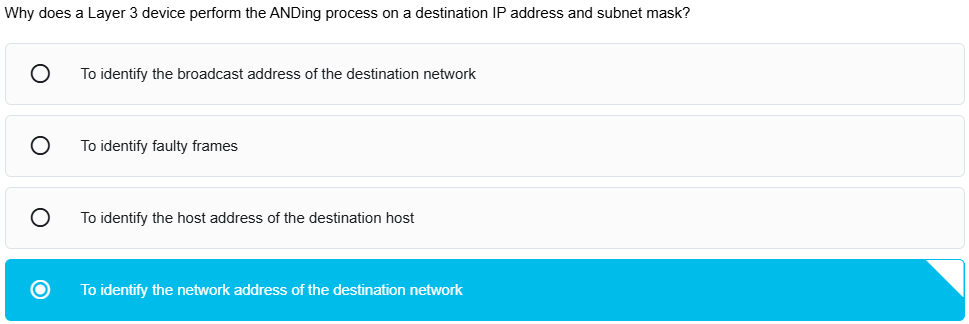 Why does a Layer 3 device perform the ANDing process on a destination IP address and subnet mask?
To identify the broadcast address of the destination network
To identify faulty frames
To identify the host address of the destination host
To identify the network address of the destination network